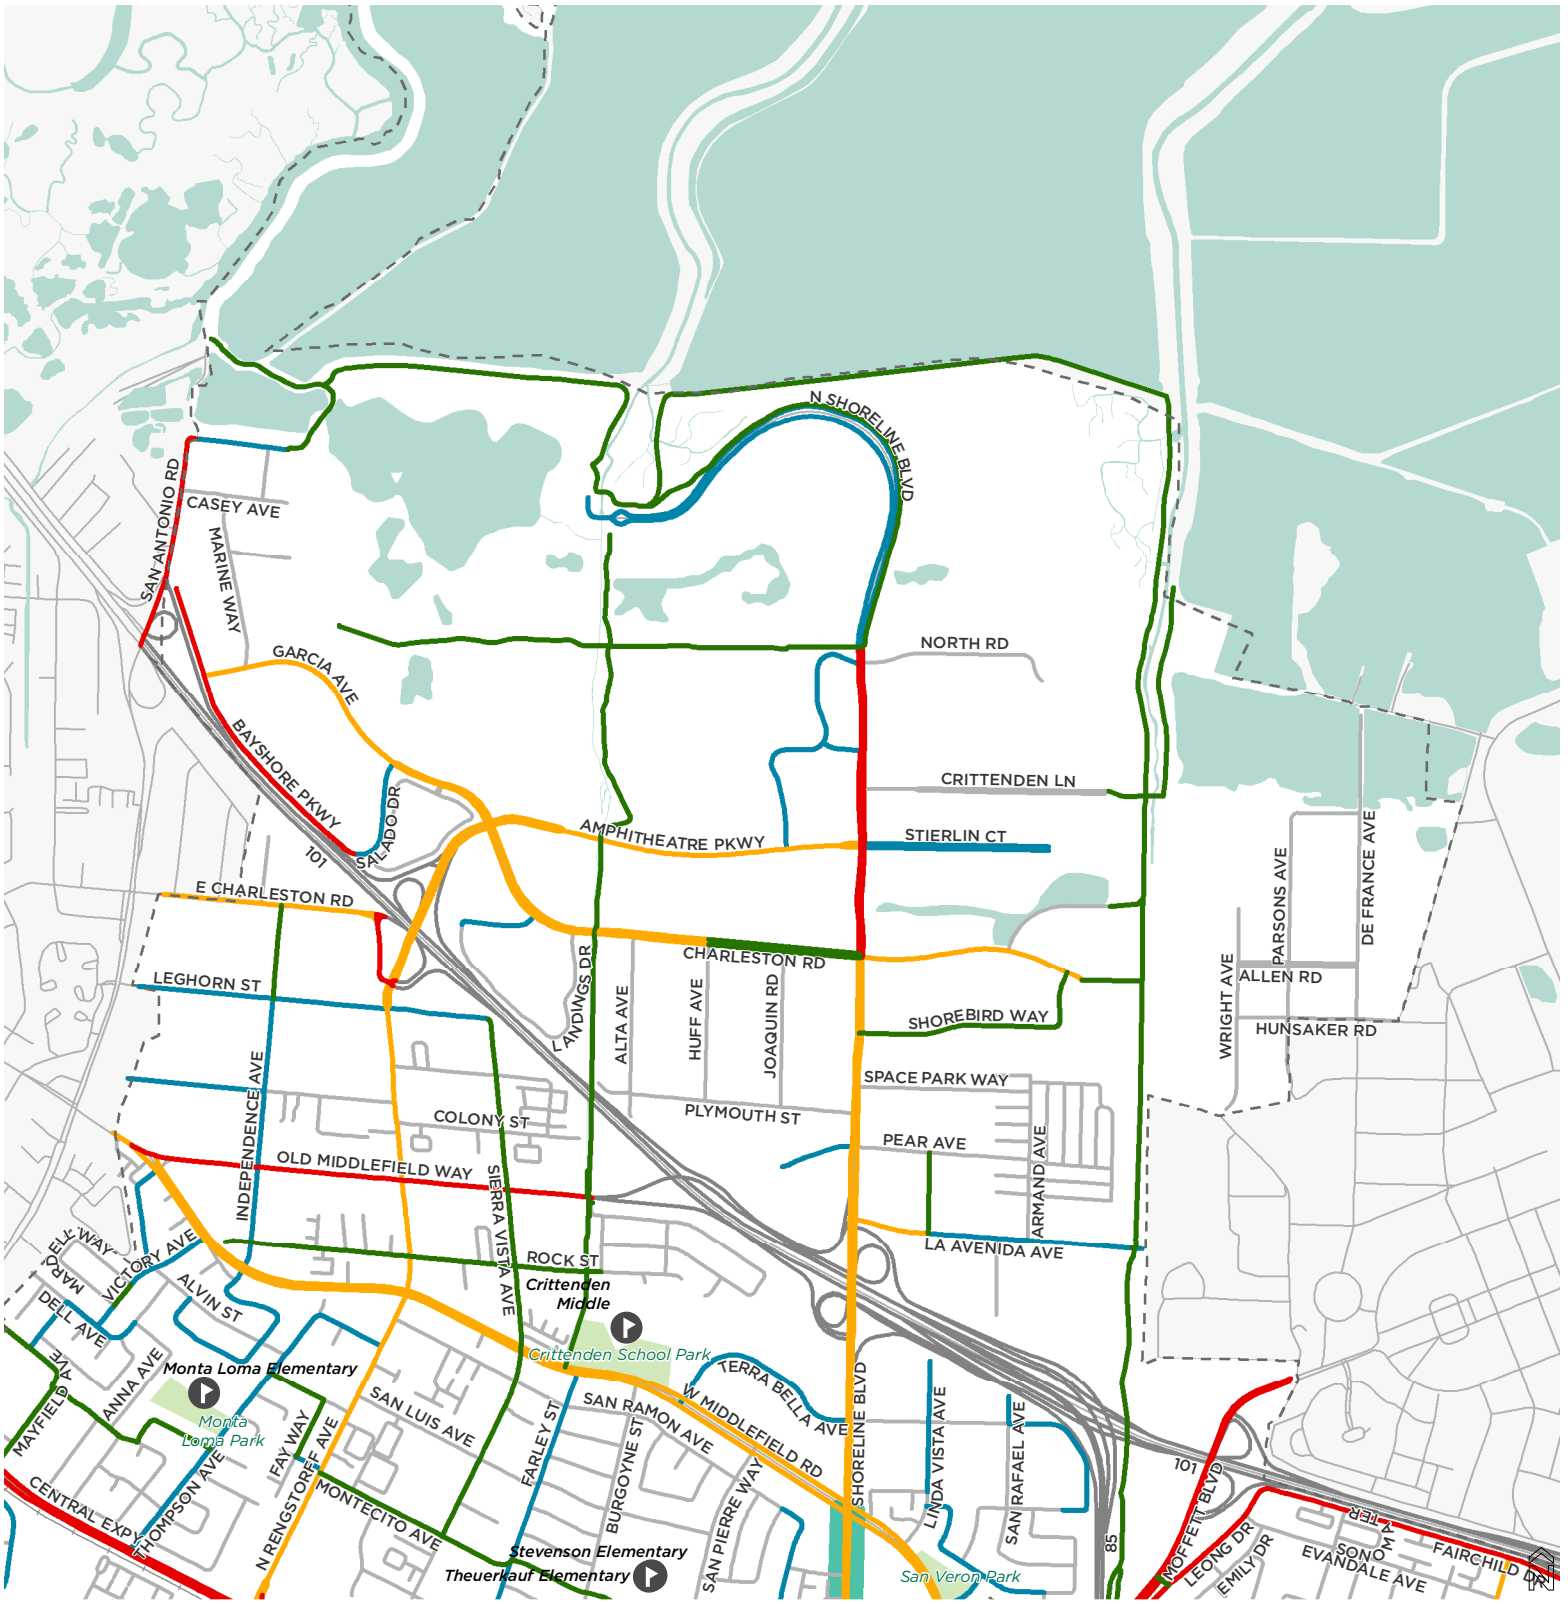 N SHORELINE BLVD
SAN ANTONIO RD
CASEY AVE
MARINE WAY
GARCIA AVE
NORTH RD
BAYSHORE PKWY
CRITTENDEN LN
SALADO DR
AMPHITHEATRE PKWY
STIERLIN CT
101
PARSONS AVE
DE FRANCE AVE
E CHARLESTON RD
CHARLESTON RD
LANDINGS DR
LEGHORN ST
ALTA AVE
HUFF AVE
JOAQUIN RD
ALLEN RD
WRIGHT AVE
SHOREBIRD WAY
HUNSAKER RD
INDEPENDENCE AVE
SPACE PARK WAY
COLONY ST
PLYMOUTH ST
PEAR AVE
ARMAND AVE
OLD MIDDLEFIELD WAY
SIERRA VISTA AVE
LA AVENIDA AVE
MARDELL WAY
VICTORY AVE
ROCK ST
Crittenden
Middle
ALVIN ST
DELL AVE
Crittenden School Park
Monta Loma Elementary
MAYFIELD AVE
ANNA AVE
TERRA BELLA AVE
SHORELINE BLVD
W MIDDLEFIELD RD
Monta
Loma Park
SAN LUIS AVE
SAN RAMON AVE
FARLEY ST
BURGOYNE ST
FAY WAY
LINDA VISTA AVE
SAN RAFAEL AVE
101
CENTRAL EXPY
THOMPSON AVE
N RENGSTORFF AVE
MONTECITO AVE
SAN PIERRE WAY
85
MOFFETT BLVD
LEONG DR
EMILY DR
EVANDALE AVE
FAIRCHILD DR
Stevenson Elementary
Theuerkauf Elementary
San Veron Park